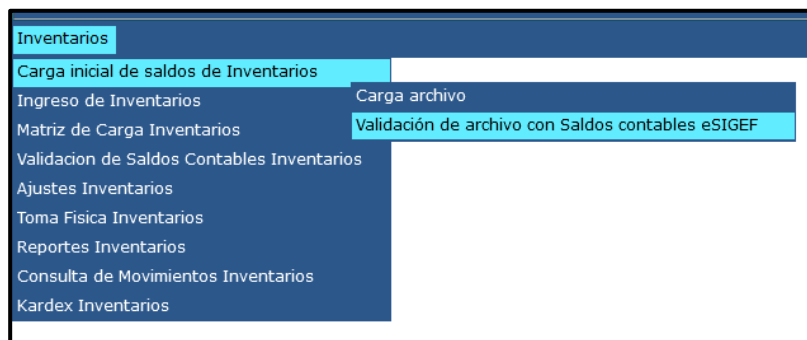 Inventarios
Carga inicial de saldos de Inventarios
Carga archivo
Ingreso de Inventarios
Validación de archivo con Saldos contables eSIGEF
Matriz de Carga Inventarios
Validacion de Saldos Contables Inventarios
Ajustes Inventarios
Toma Fisica Inventarios
Reportes Inventarios
Consulta de Movimientos Inventarios
Kardex Inventarios